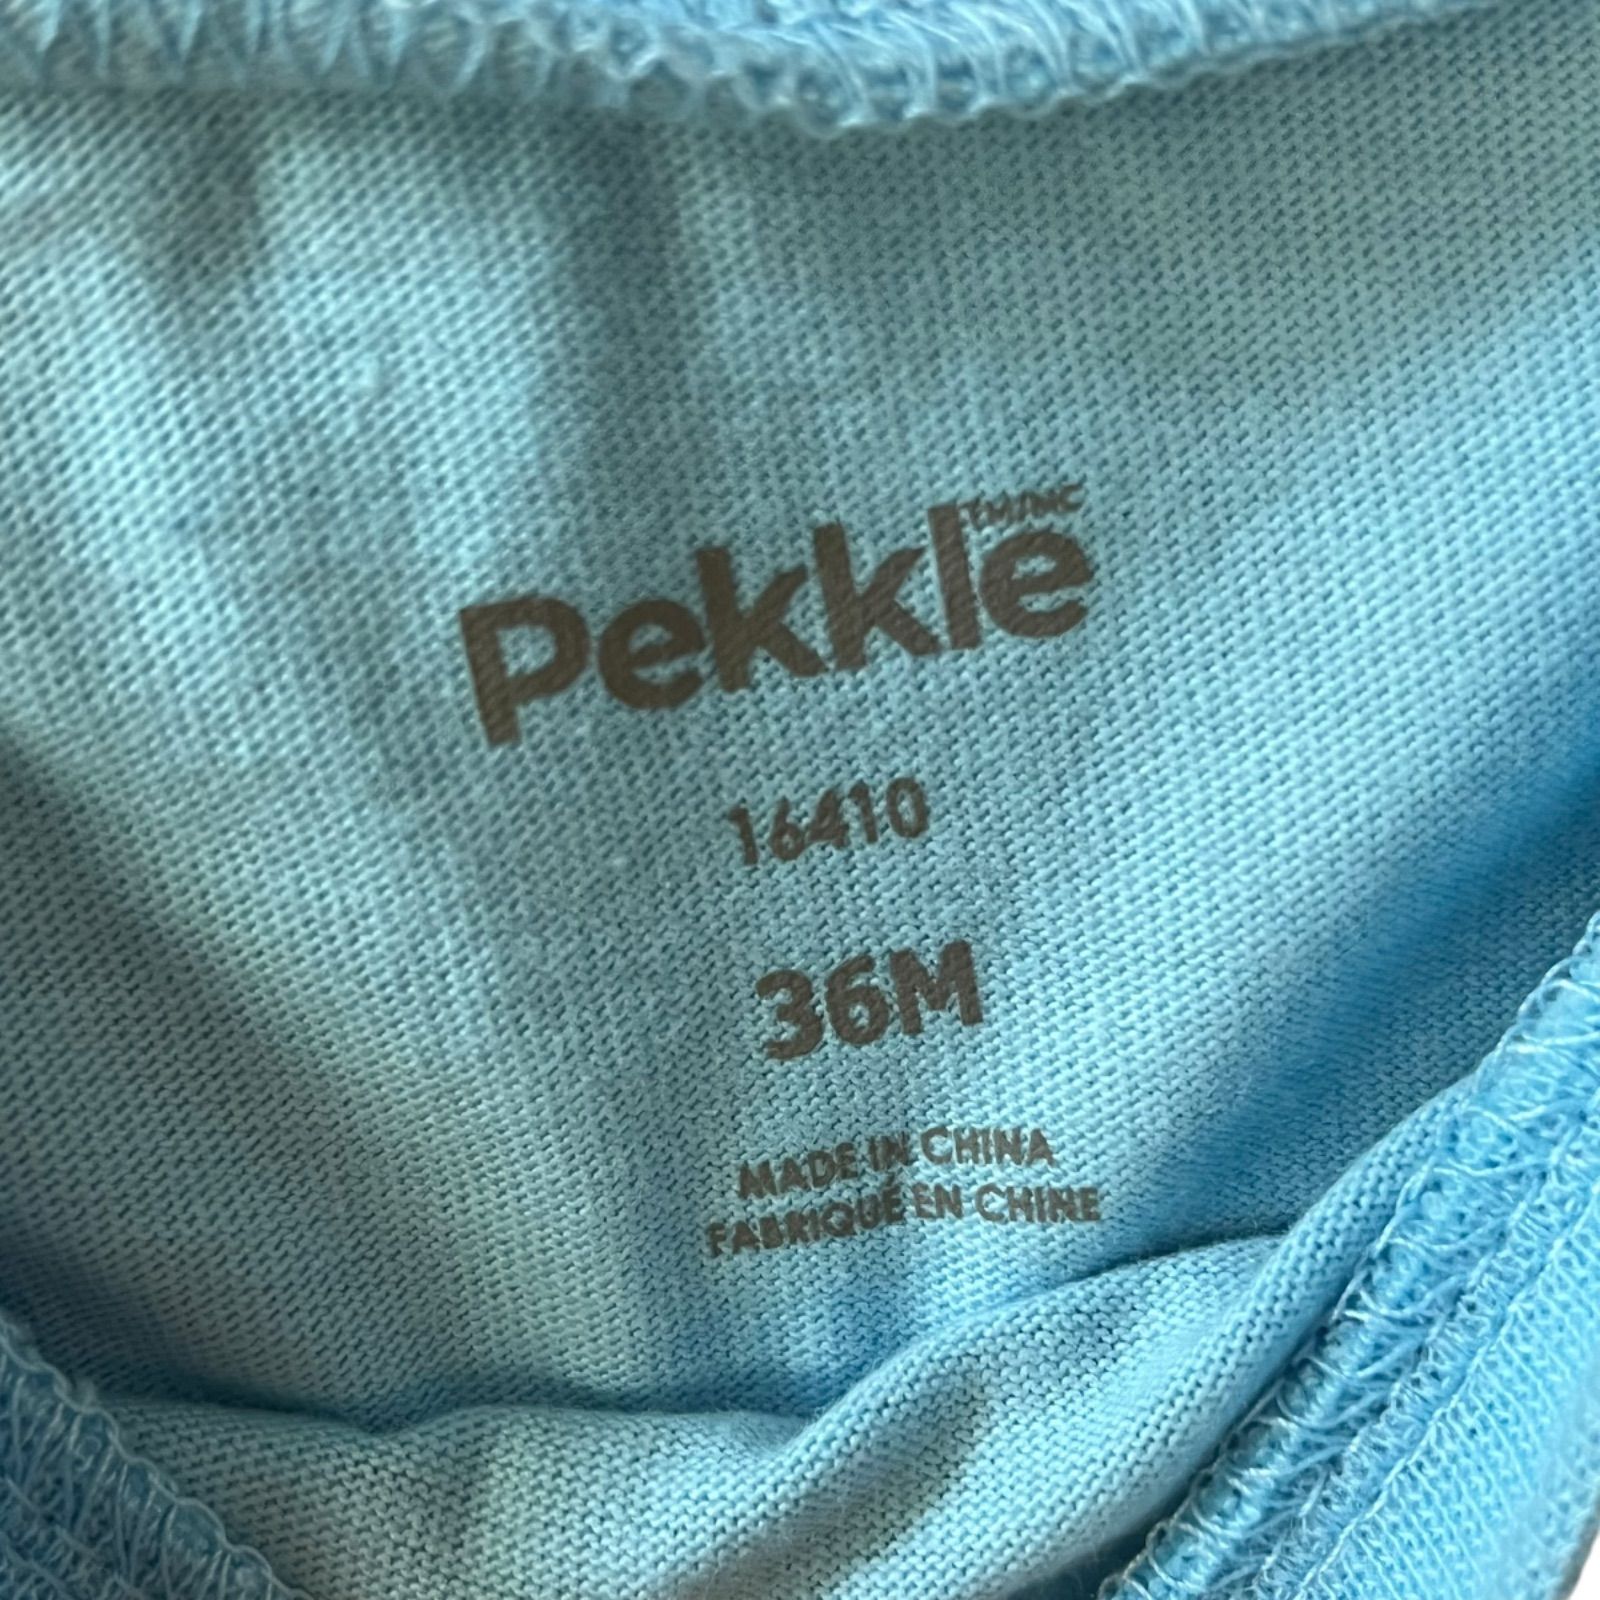 Pekkle TM/MC
16410
36M
MADE IN CHINA
FABRIQUÉ EN CHINE